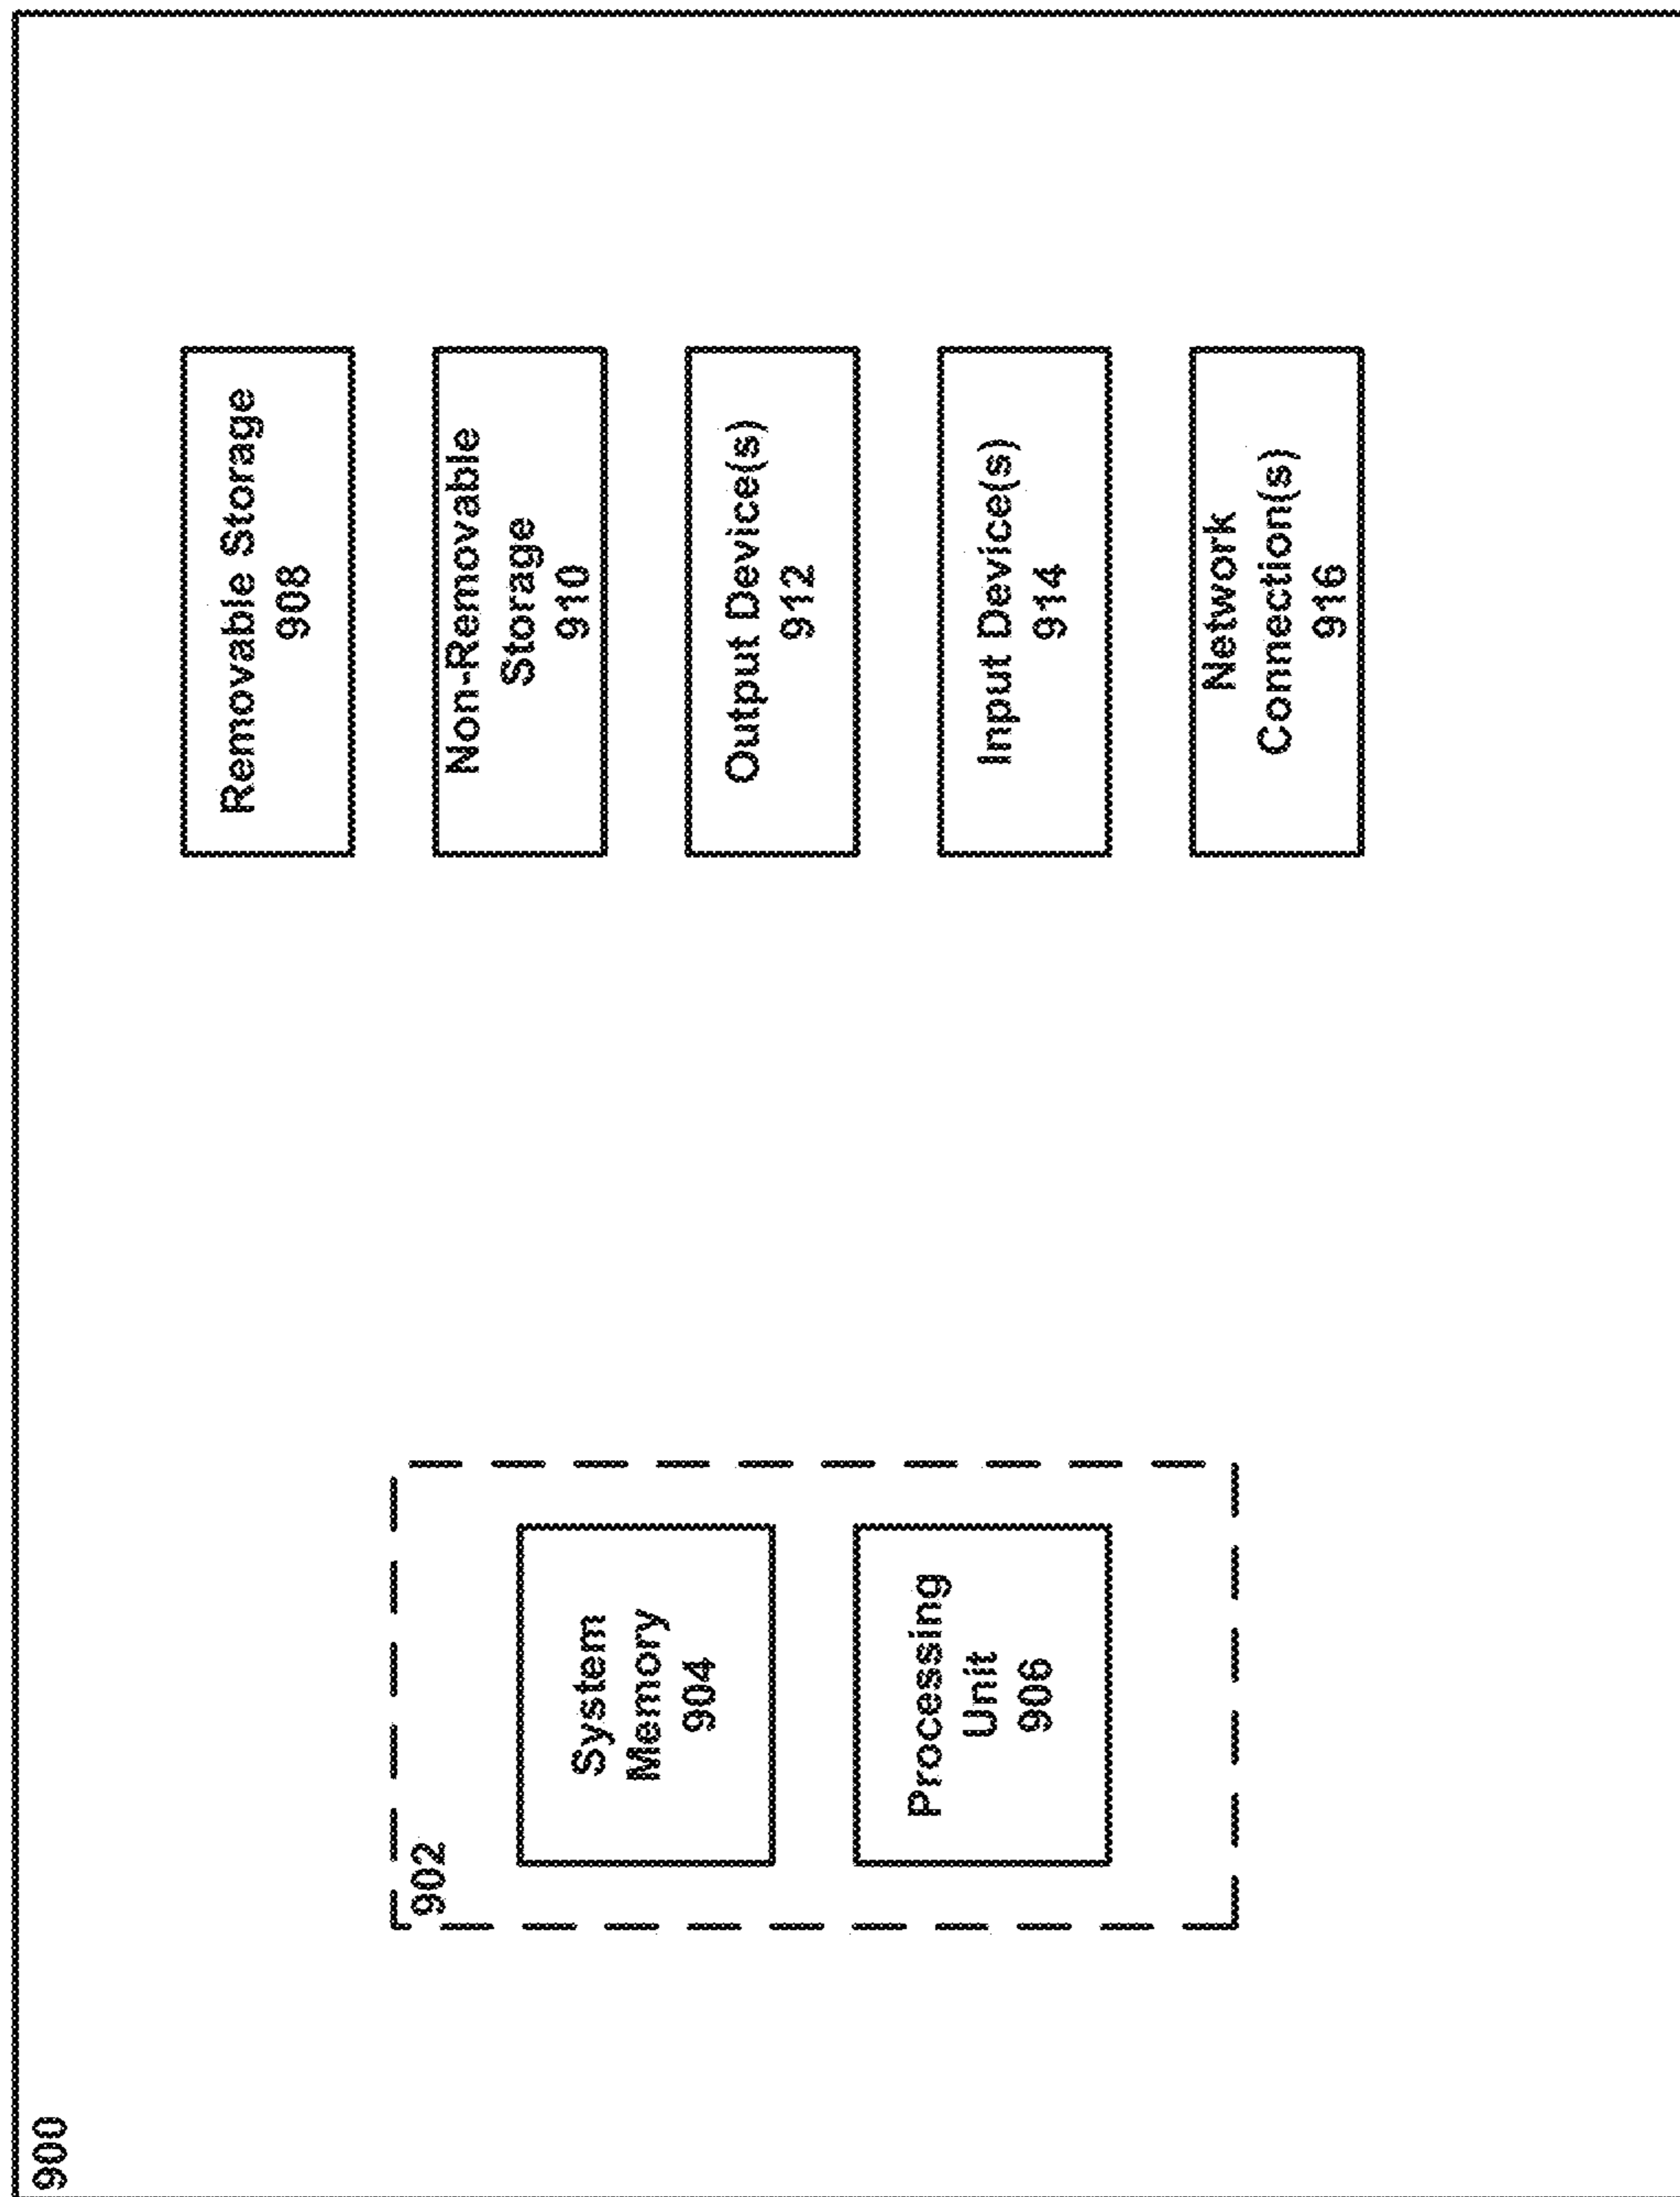 900
902
System
Memory
904
Processing
Unit
906
Removable Storage
908
Non-Removable
Storage
910
Output Device(s)
912
Input Device(s)
914
Network
Connection(s)
916